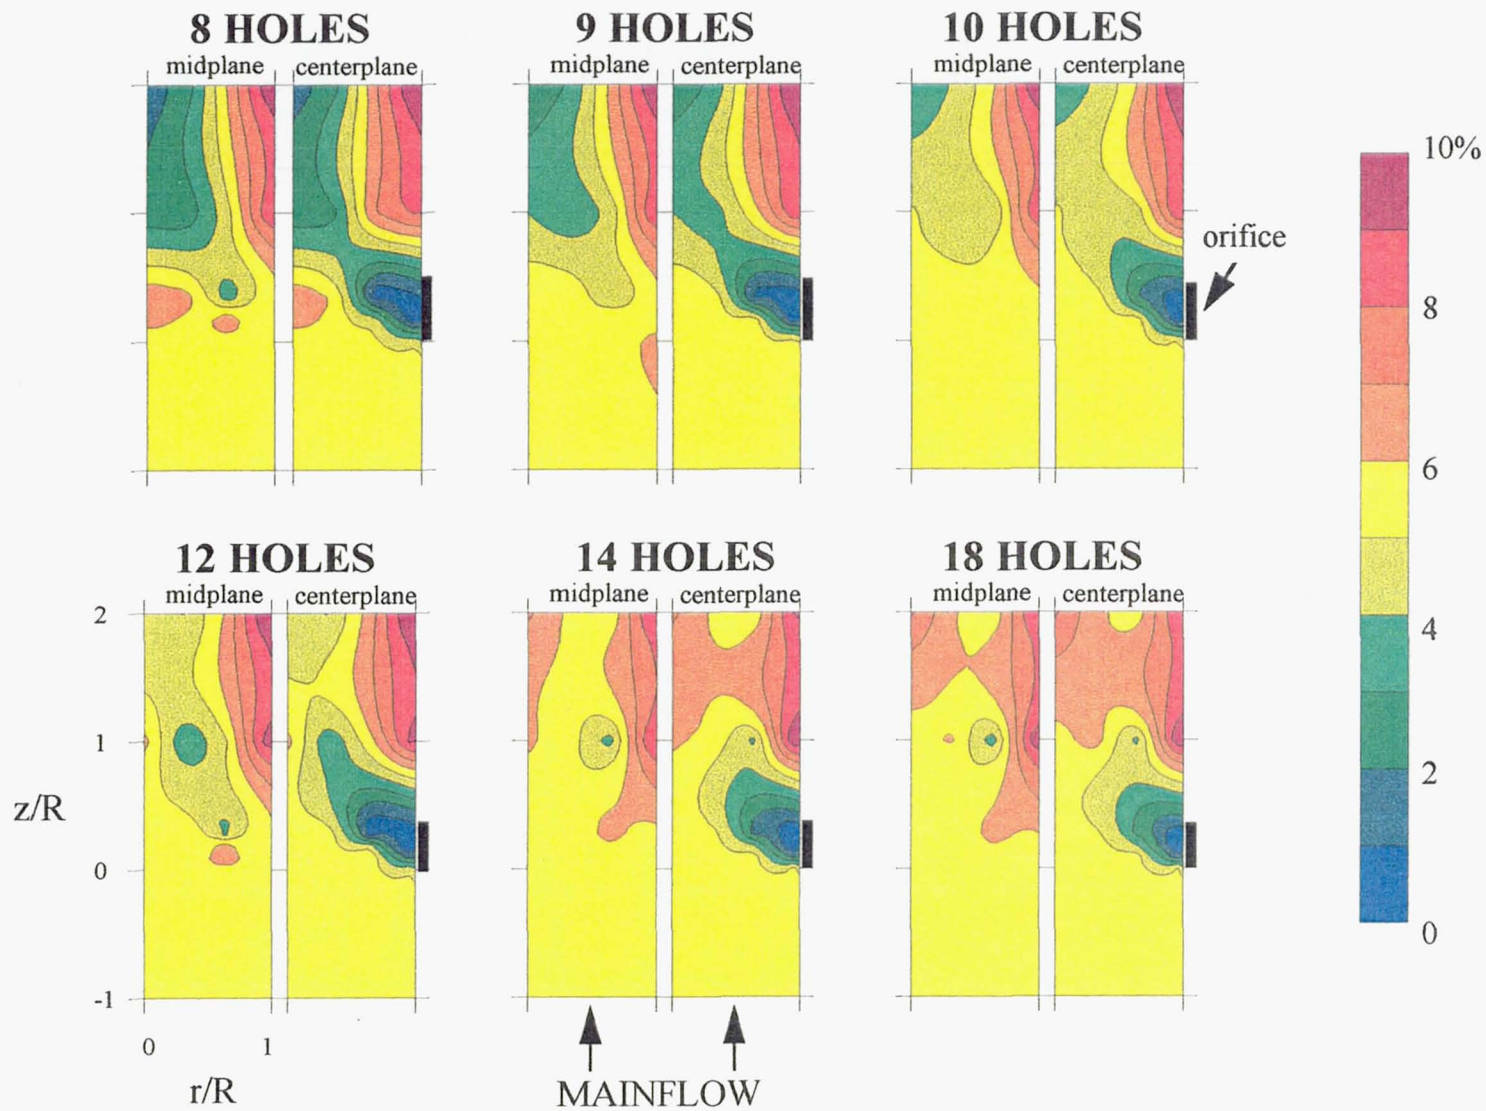 8 HOLES
midplane centerplane
9 HOLES
midplane centerplane
10 HOLES
midplane centerplane
orifice
12 HOLES
midplane centerplane
14 HOLES
midplane centerplane
18 HOLES
midplane centerplane
2
1
0
-1
z/R
0 1
r/R
MAINFLOW
10%
8
6
4
2
0